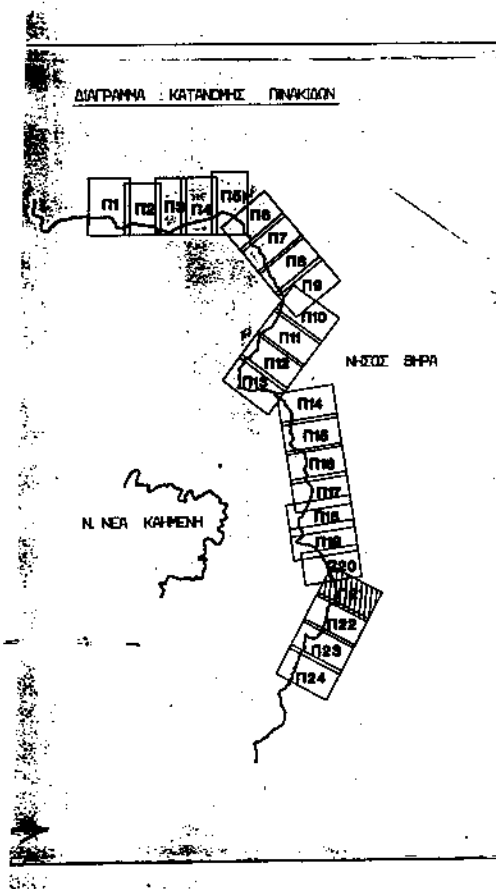 ΔΙΑΓΡΑΜΜΑ ΚΑΤΑΝΟΜΗΣ ΠΙΝΑΚΙΔΩΝ
Π1
Π2
Π3
Π4
Π5
Π6
Π7
Π8
Π9
Π10
Π11
Π12
Π13
ΝΗΣΟΣ ΘΗΡΑ
Π14
Π15
Π16
Π17
Π18
Π19
Π20
Ν. ΝΕΑ ΚΑΗΜΕΝΗ
Π22
Π23
Π24